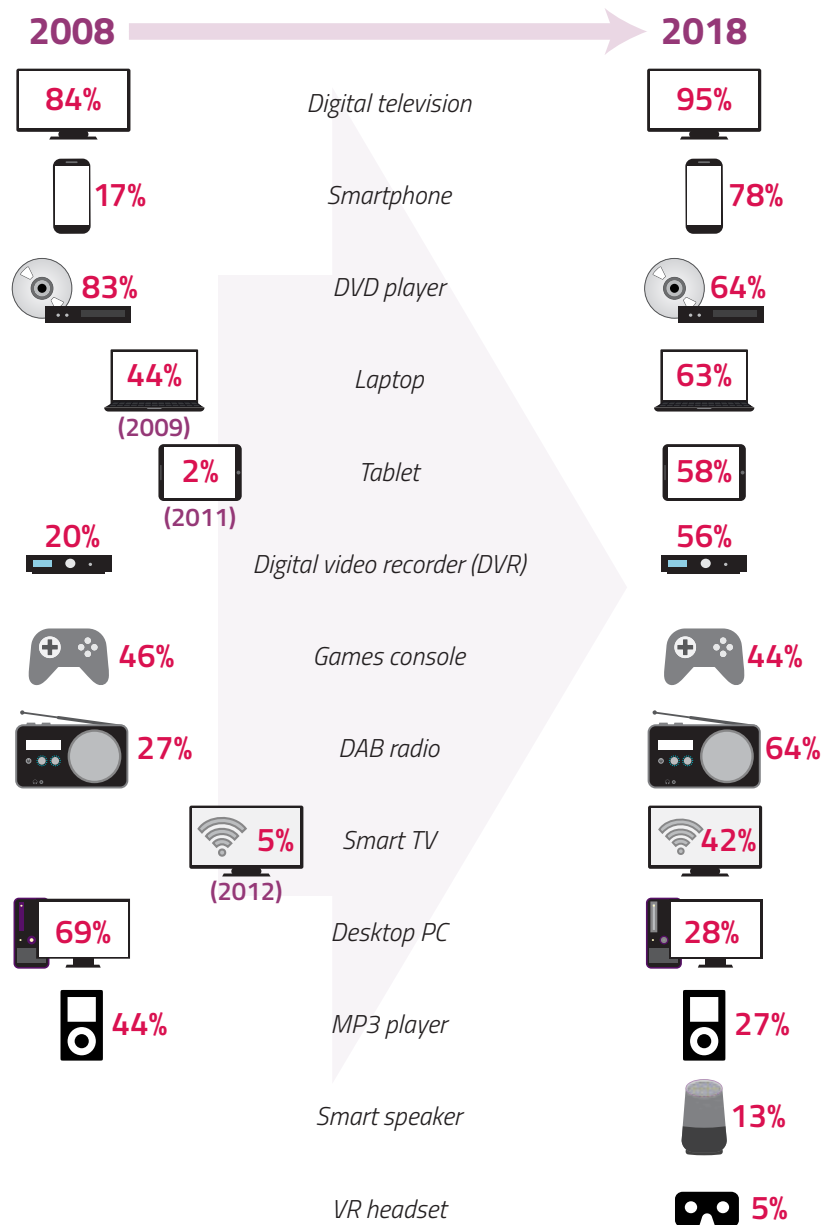 2008 2018
84% Digital television 95%
17% Smartphone 78%
83% DVD player 64%
44% Laptop 63%
(2009)
2% Tablet 58%
(2011)
20% Digital video recorder (DVR) 56%
46% Games console 44%
27% DAB radio 64%
5% Smart TV 42%
(2012)
69% Desktop PC 28%
44% MP3 player 27%
Smart speaker 13%
VR headset 5%